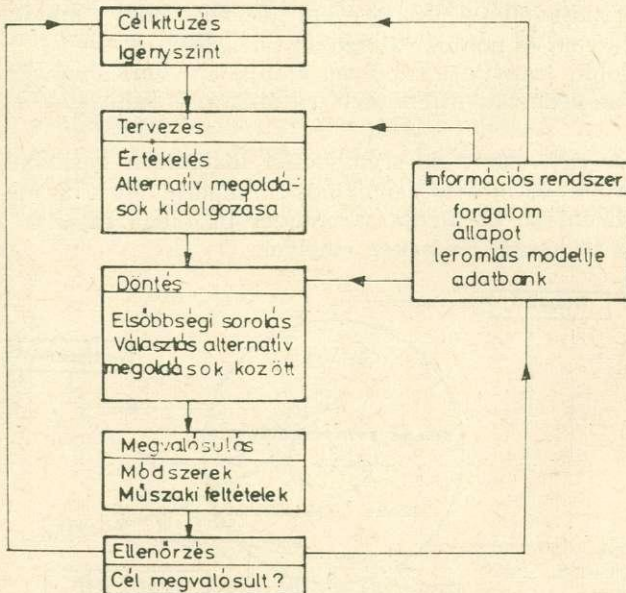 Célkitűzés
Igényszint
Tervezés
Értékelés
Alternatív megoldá-
sok kidolgozása
Információs rendszer
forgalom
állapot
leromlás modellje
adatbank
Döntés
Elsőbbségi sorolás
Választás alternatív
megoldások között
Megvalósulás
Módszerek
Műszaki feltételek
Ellenőrzés
Cél megvalósult?